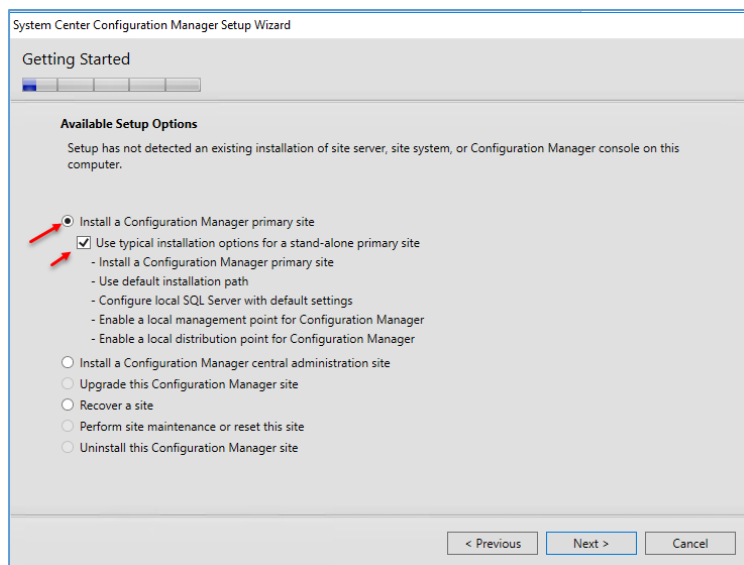 System Center Configuration Manager Setup Wizard
Getting Started
Available Setup Options
Setup has not detected an existing installation of site server, site system, or Configuration Manager console on this
computer.
Install a Configuration Manager primary site
Use typical installation options for a stand-alone primary site
- Install a Configuration Manager primary site
- Use default installation path
- Configure local SQL Server with default settings
- Enable a local management point for Configuration Manager
- Enable a local distribution point for Configuration Manager
Install a Configuration Manager central administration site
Upgrade this Configuration Manager site
Recover a site
Perform site maintenance or reset this site
Uninstall this Configuration Manager site
< Previous Next > Cancel